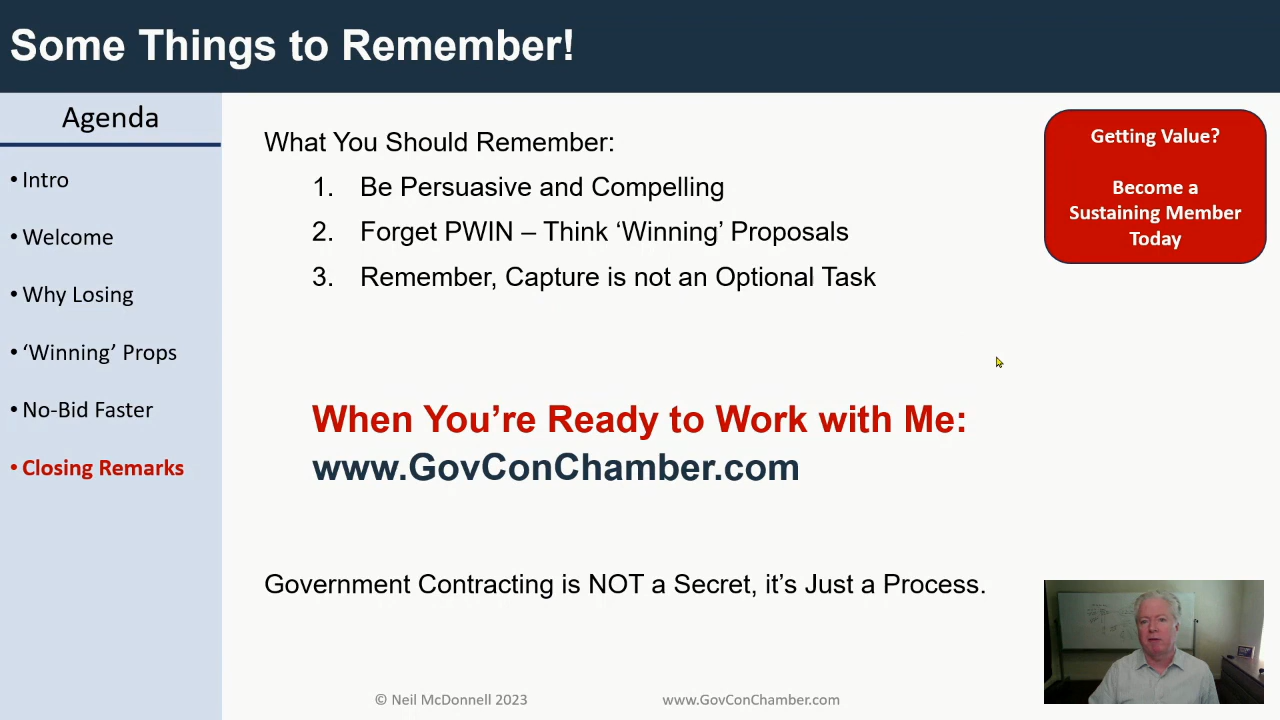 Some Things to Remember!
Agenda
• Intro
• Welcome
• Why Losing
• ‘Winning’ Props
• No-Bid Faster
• Closing Remarks
What You Should Remember:
1. Be Persuasive and Compelling
2. Forget PWIN – Think ‘Winning’ Proposals
3. Remember, Capture is not an Optional Task
When You’re Ready to Work with Me:
www.GovConChamber.com
Government Contracting is NOT a Secret, it’s Just a Process.
Getting Value?
Become a
Sustaining Member
Today
© Neil McDonnell 2023
www.GovConChamber.com